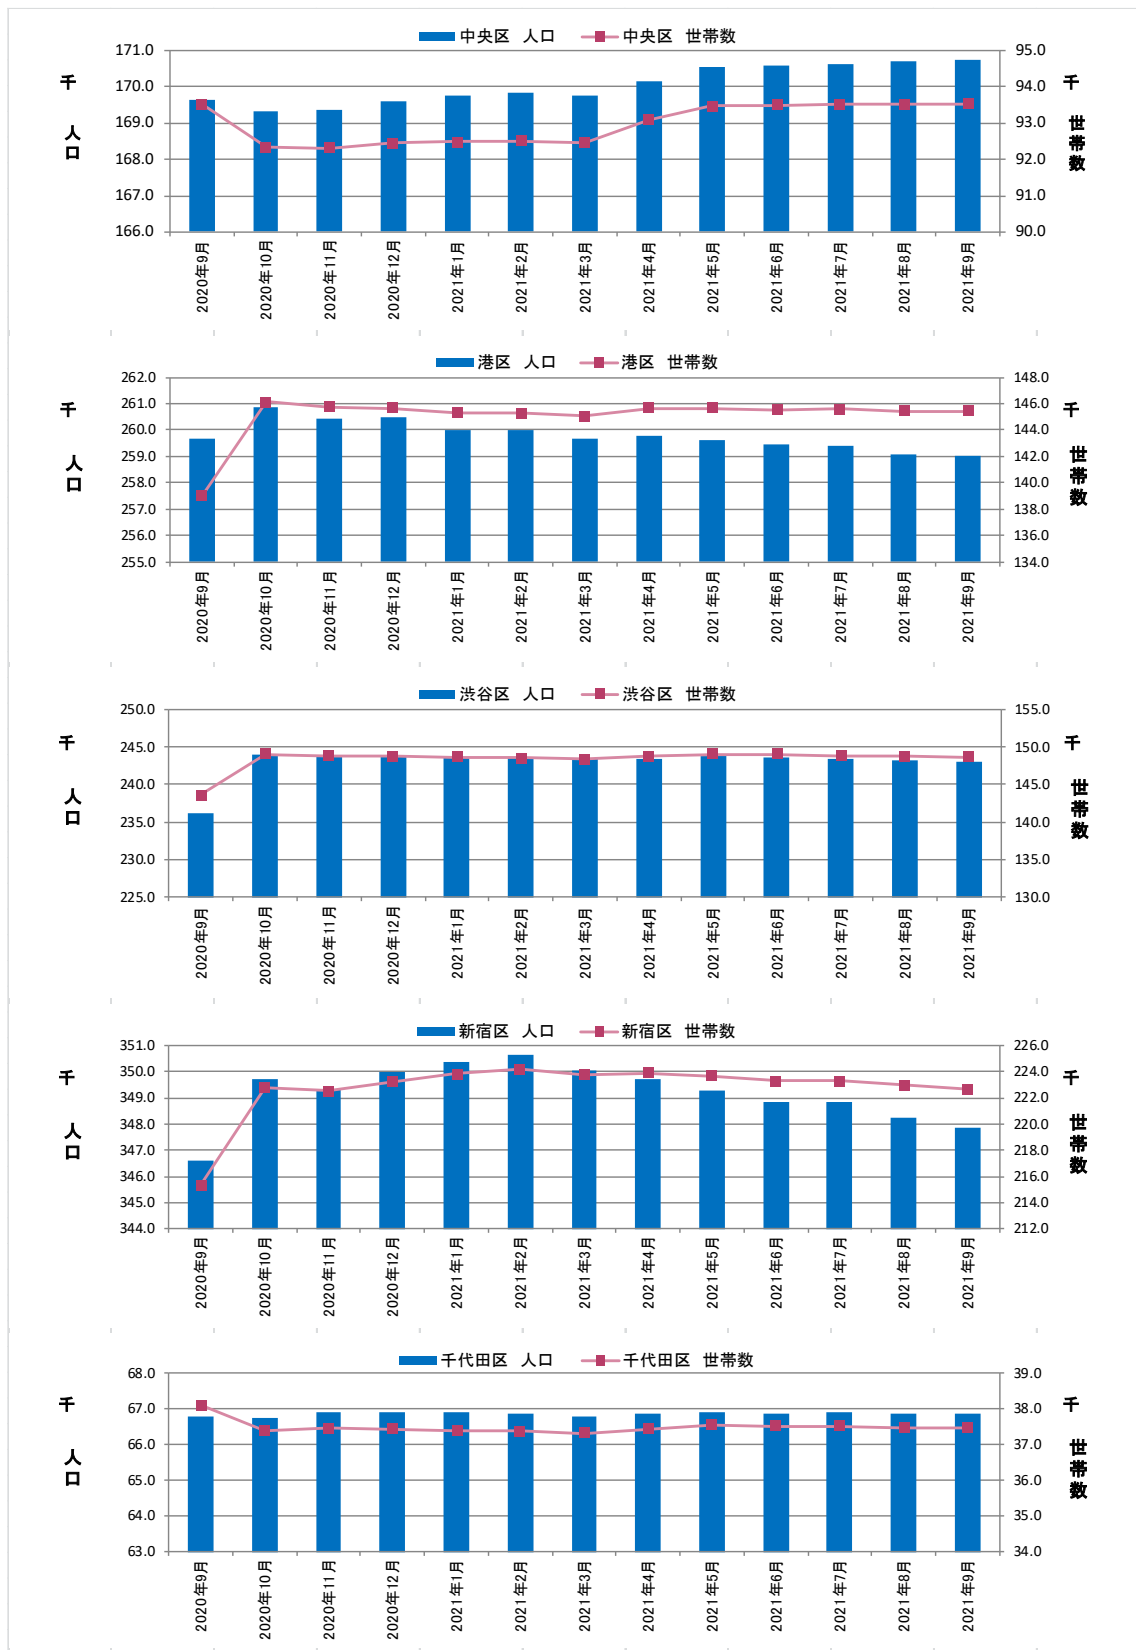 中央区　人口　中央区　世帯数
千
人口
171.0
170.0
169.0
168.0
167.0
166.0
95.0
94.0
93.0
92.0
91.0
90.0
千
世帯数
2020年9月
2020年10月
2020年11月
2020年12月
2021年1月
2021年2月
2021年3月
2021年4月
2021年5月
2021年6月
2021年7月
2021年8月
2021年9月
港区　人口　港区　世帯数
千
人口
262.0
261.0
260.0
259.0
258.0
257.0
256.0
255.0
148.0
146.0
144.0
142.0
140.0
138.0
136.0
134.0
千
世帯数
2020年9月
2020年10月
2020年11月
2020年12月
2021年1月
2021年2月
2021年3月
2021年4月
2021年5月
2021年6月
2021年7月
2021年8月
2021年9月
渋谷区　人口　渋谷区　世帯数
千
人口
250.0
245.0
240.0
235.0
230.0
225.0
155.0
150.0
145.0
140.0
135.0
130.0
千
世帯数
2020年9月
2020年10月
2020年11月
2020年12月
2021年1月
2021年2月
2021年3月
2021年4月
2021年5月
2021年6月
2021年7月
2021年8月
2021年9月
新宿区　人口　新宿区　世帯数
千
人口
351.0
350.0
349.0
348.0
347.0
346.0
345.0
344.0
226.0
224.0
222.0
220.0
218.0
216.0
214.0
212.0
千
世帯数
2020年9月
2020年10月
2020年11月
2020年12月
2021年1月
2021年2月
2021年3月
2021年4月
2021年5月
2021年6月
2021年7月
2021年8月
2021年9月
千代田区　人口　千代田区　世帯数
千
人口
68.0
67.0
66.0
65.0
64.0
63.0
39.0
38.0
37.0
36.0
35.0
34.0
千
世帯数
2020年9月
2020年10月
2020年11月
2020年12月
2021年1月
2021年2月
2021年3月
2021年4月
2021年5月
2021年6月
2021年7月
2021年8月
2021年9月